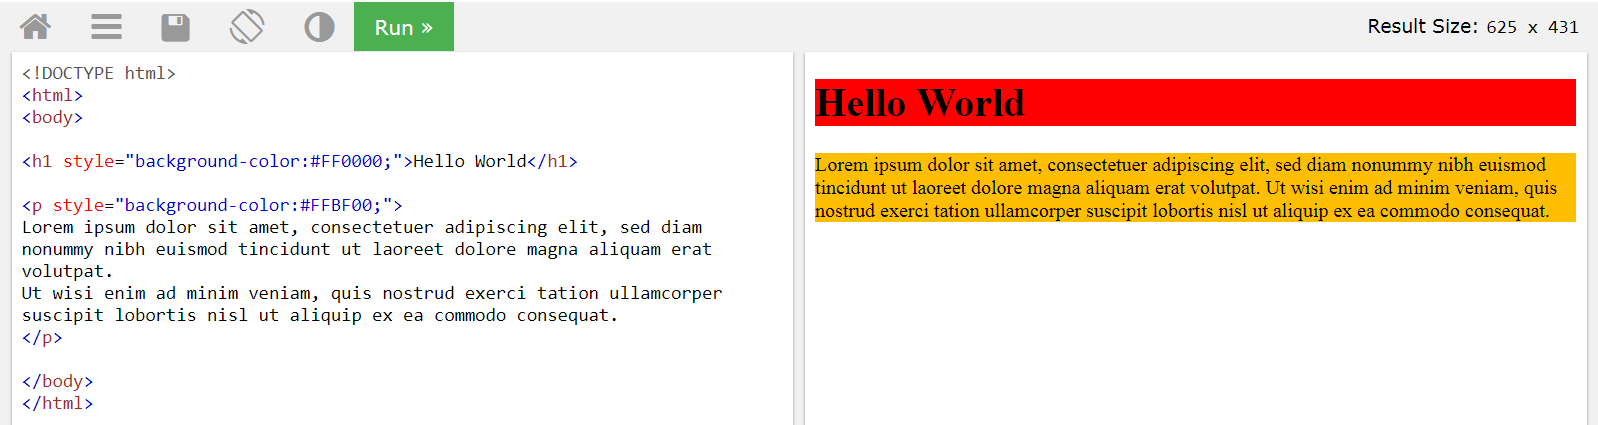 Run »
Result Size: 625 x 431
<!DOCTYPE html>
<html>
<body>
<h1 style="background-color:#FF0000;">Hello World</h1>
<p style="background-color:#FFBF00;">
Lorem ipsum dolor sit amet, consectetuer adipiscing elit, sed diam
nonummy nibh euismod tincidunt ut laoreet dolore magna aliquam erat
volutpat.
Ut wisi enim ad minim veniam, quis nostrud exerci tation ullamcorper
suscipit lobortis nisl ut aliquip ex ea commodo consequat.
</p>
</body>
</html>
Hello World
Lorem ipsum dolor sit amet, consectetuer adipiscing elit, sed diam nonummy nibh euismod
tincidunt ut laoreet dolore magna aliquam erat volutpat. Ut wisi enim ad minim veniam, quis
nostrud exerci tation ullamcorper suscipit lobortis nisl ut aliquip ex ea commodo consequat.